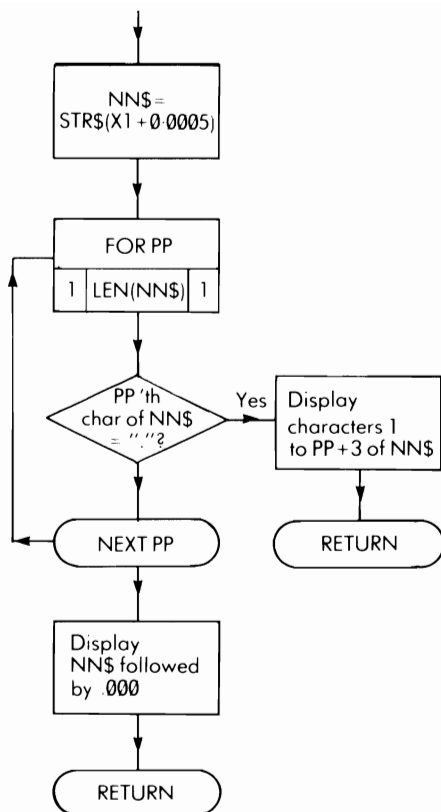 NN$=
STR$(X1+0·0005)
FOR PP
1 LEN(NN$) 1
PP'th
char of NN$
= "."?
Yes
Display
characters 1
to PP+3 of NN$
NEXT PP
RETURN
Display
NN$ followed
by .000
RETURN